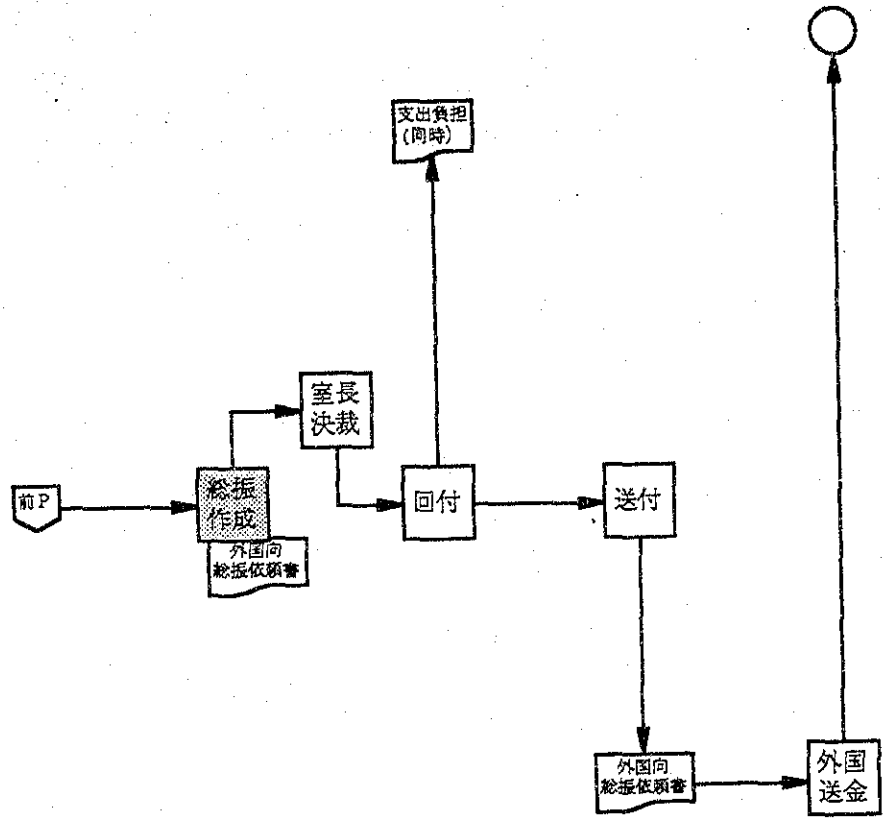 支出負担
(同時)
室長
決裁
前P
総振
作成
外国向
総振依頼書
回付
送付
外国向
総振依頼書
外国
送金